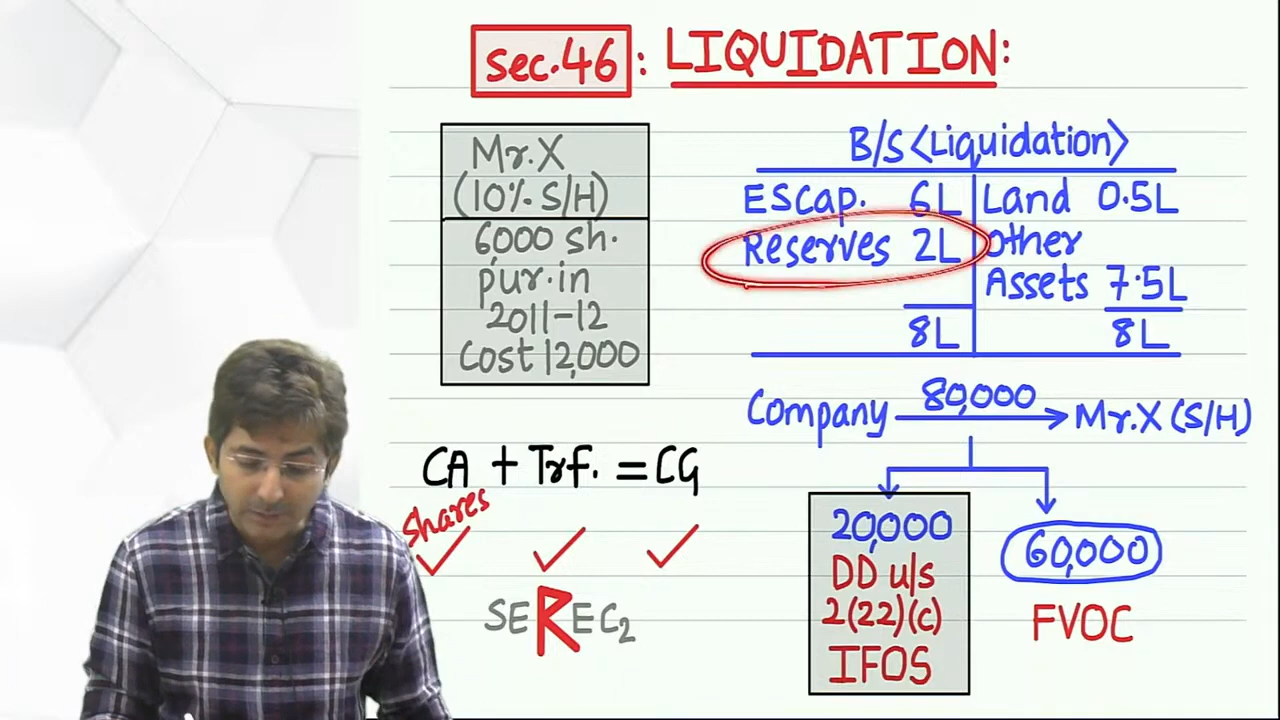 sec.46 : LIQUIDATION:
Mr.X
(10% S/H)
6000 sh.
pur.in
2011-12
Cost 12,000
B/S <Liquidation>
EScap. 6L Land 0.5L
Reserves 2L Other
Assets 7.5L
8L 8L
Company 80,000 Mr.X (S/H)
CA + Trf. = CG
Shares
SEREC2
20,000
DD u/s
2(22)(c)
IFOS
60,000
FVOC